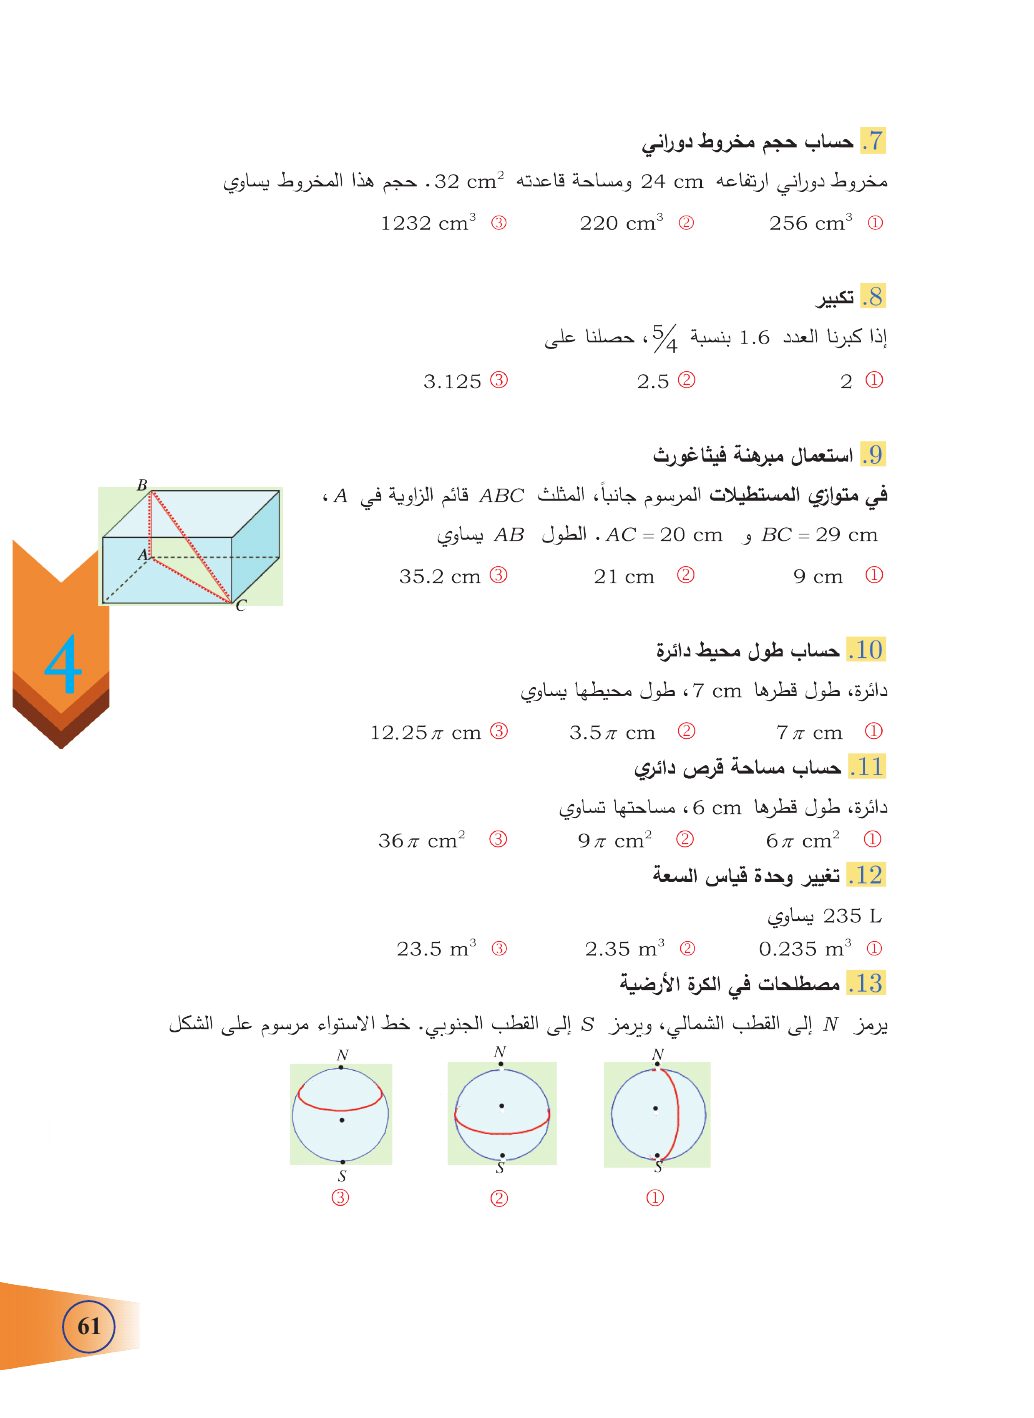 7. حساب حجم مخروط دوراني
مخروط دوراني ارتفاعه 24 cm ومساحة قاعدته 32 cm². حجم هذا المخروط يساوي
① 256 cm³ ② 220 cm³ ③ 1232 cm³
8. تكبير
إذا كبرنا العدد 1.6 بنسبة 5/4، حصلنا على
① 2 ② 2.5 ③ 3.125
9. استعمال مبرهنة فيثاغورث
في متوازي المستطيلات المرسوم جانباً، المثلث ABC قائم الزاوية في A،
BC = 29 cm و AC = 20 cm. الطول AB يساوي
① 9 cm ② 21 cm ③ 35.2 cm
B
A
C
4
10. حساب طول محيط دائرة
دائرة، طول قطرها 7 cm، طول محيطها يساوي
① 7π cm ② 3.5π cm ③ 12.25π cm
11. حساب مساحة قرص دائري
دائرة، طول قطرها 6 cm، مساحتها تساوي
① 6π cm² ② 9π cm² ③ 36π cm²
12. تغيير وحدة قياس السعة
235 L يساوي
① 0.235 m³ ② 2.35 m³ ③ 23.5 m³
13. مصطلحات في الكرة الأرضية
يرمز N إلى القطب الشمالي، ويرمز S إلى القطب الجنوبي. خط الاستواء مرسوم على الشكل
N N N
S S S
① ② ③
61